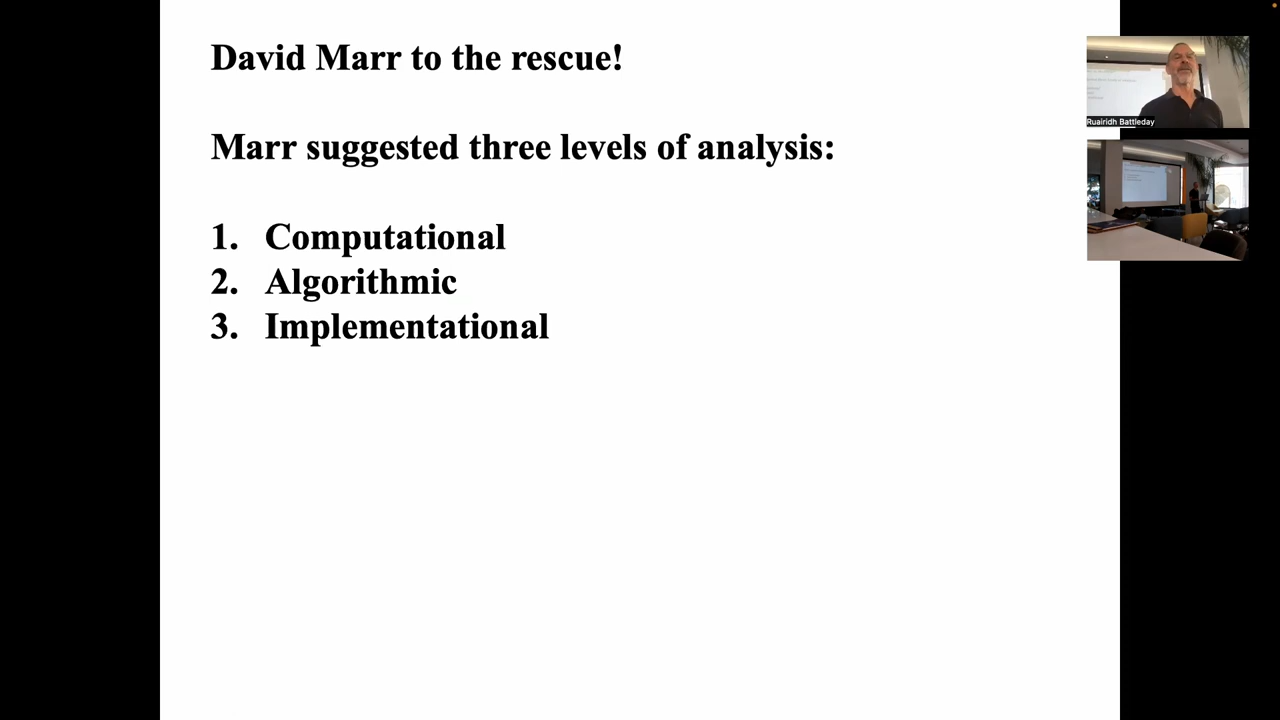 David Marr to the rescue!
Marr suggested three levels of analysis:
1. Computational
2. Algorithmic
3. Implementational
Ruairidh Battleday